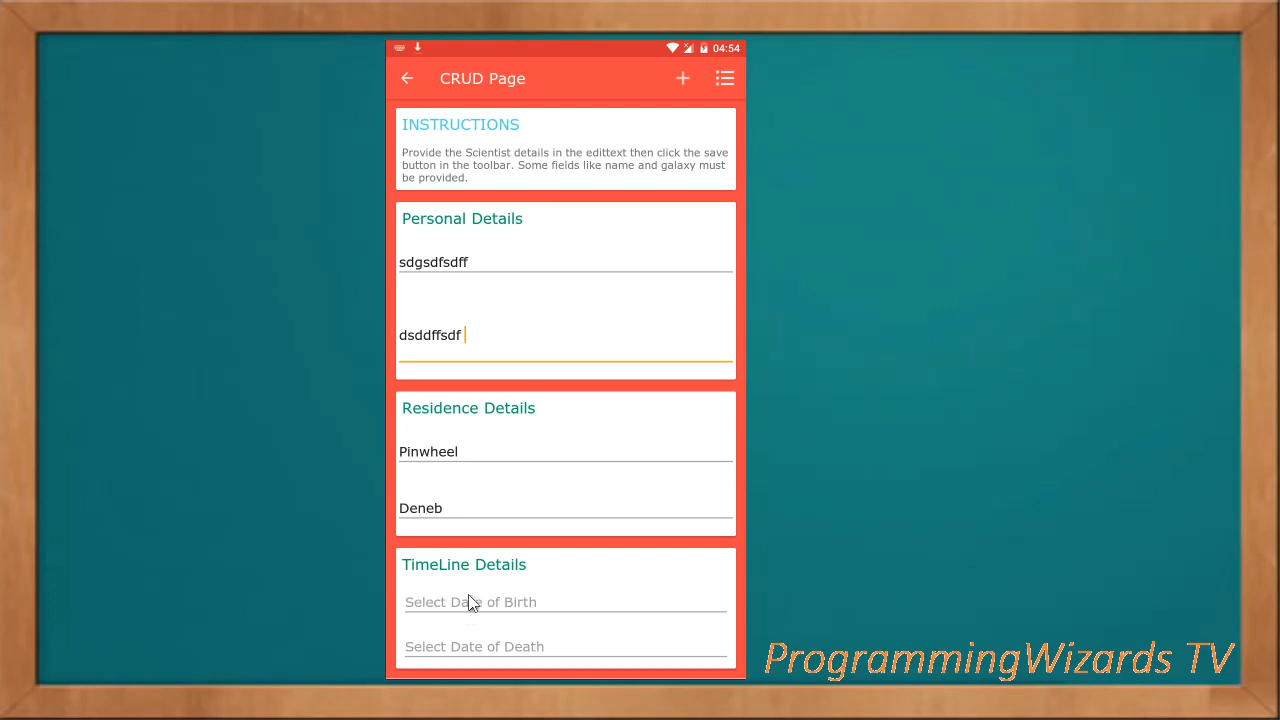 04:54
CRUD Page
INSTRUCTIONS
Provide the Scientist details in the edittext then click the save
button in the toolbar. Some fields like name and galaxy must
be provided.
Personal Details
sdgsdfsdff
dsddffsdf
Residence Details
Pinwheel
Deneb
TimeLine Details
Select Date of Birth
Select Date of Death
ProgrammingWizards TV